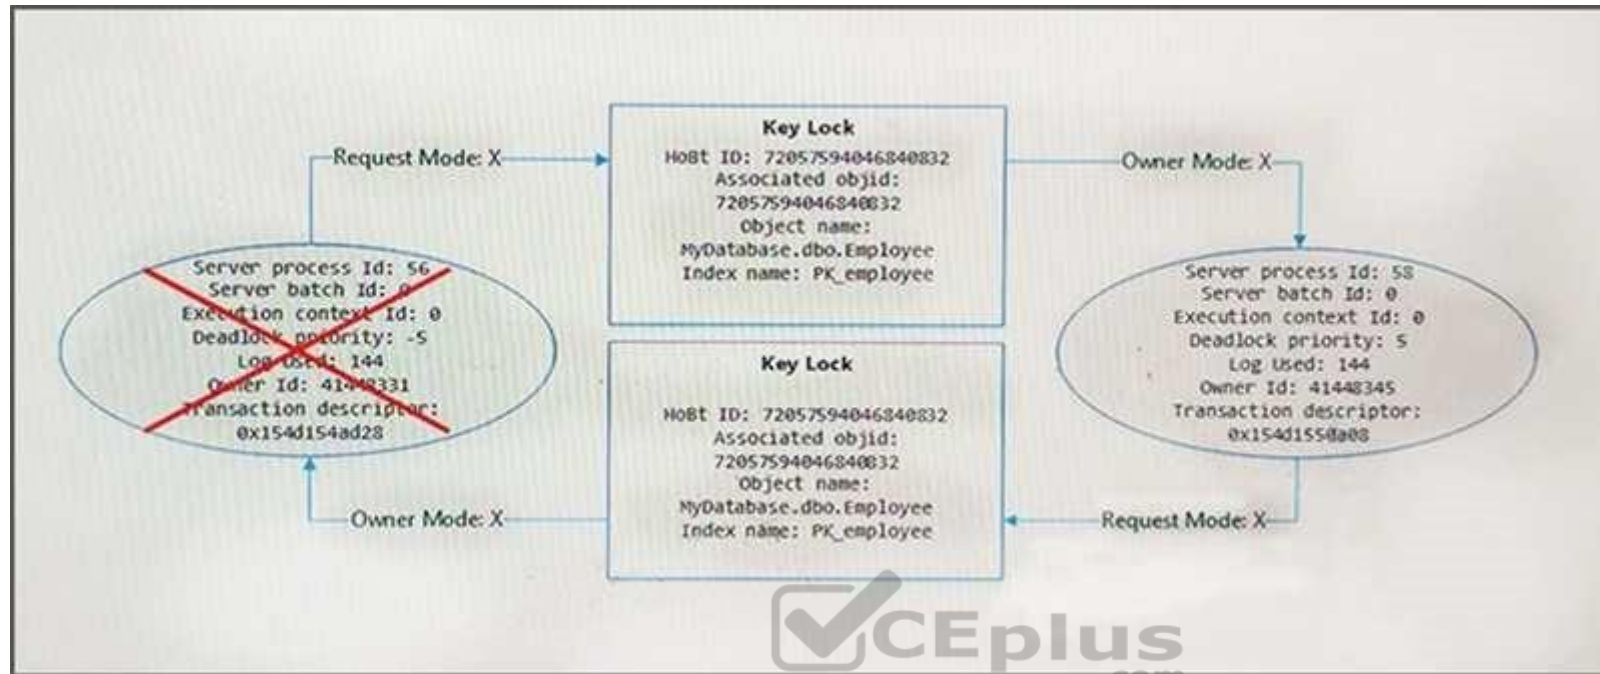 Request Mode: X
Key Lock
HoBt ID: 72057594046840832
Associated objid:
72057594046840832
Object name:
MyDatabase.dbo.Employee
Index name: PK_employee
Owner Mode: X
Server process Id: 56
Server batch Id: 0
Execution context Id: 0
Deadlock priority: -5
Log Used: 144
Owner Id: 41448331
Transaction descriptor:
0x154d154ad28
Server process Id: 58
Server batch Id: 0
Execution context Id: 0
Deadlock priority: 5
Log Used: 144
Owner Id: 41448345
Transaction descriptor:
0x154d1550a08
Key Lock
HoBt ID: 72057594046840832
Associated objid:
72057594046840832
Object name:
MyDatabase.dbo.Employee
Index name: PK_employee
Owner Mode: X
Request Mode: X
CEplus